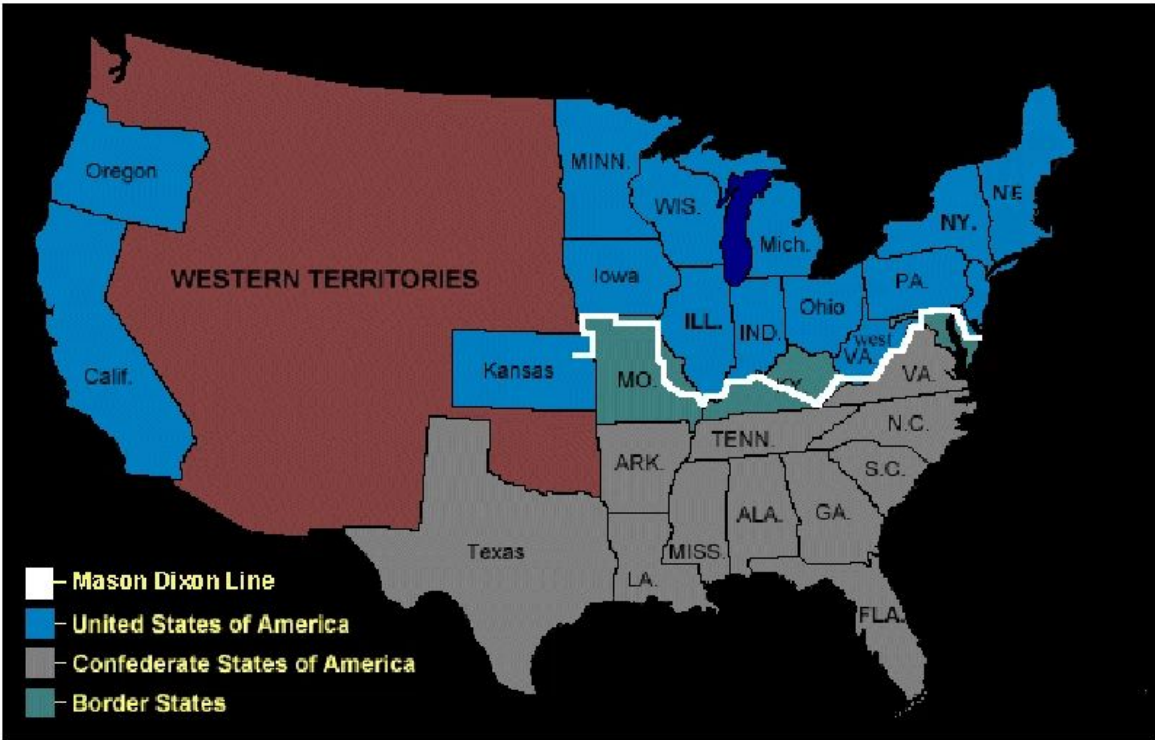 MINN.
Oregon
WIS.
NE
NY.
Mich.
WESTERN TERRITORIES
Iowa
PA.
Ohio
ILL.
IND.
West
VA.
Kansas
Calif.
MO.
KY.
VA.
N.C.
TENN.
ARK.
S.C.
ALA.
GA.
Texas
MISS.
LA.
FLA.
Mason Dixon Line
United States of America
Confederate States of America
Border States